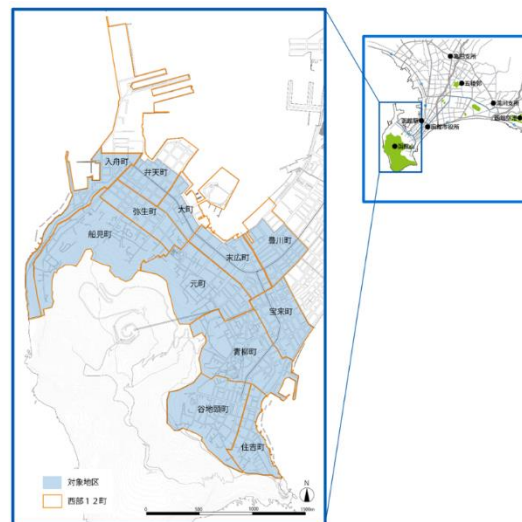 入舟町
弁天町
弥生町
大町
船見町
末広町
豊川町
元町
宝来町
青柳町
谷地頭町
住吉町
対象地区
西部12町
N
0
500
1000
五稜郭
函館駅
函館市役所
函館山